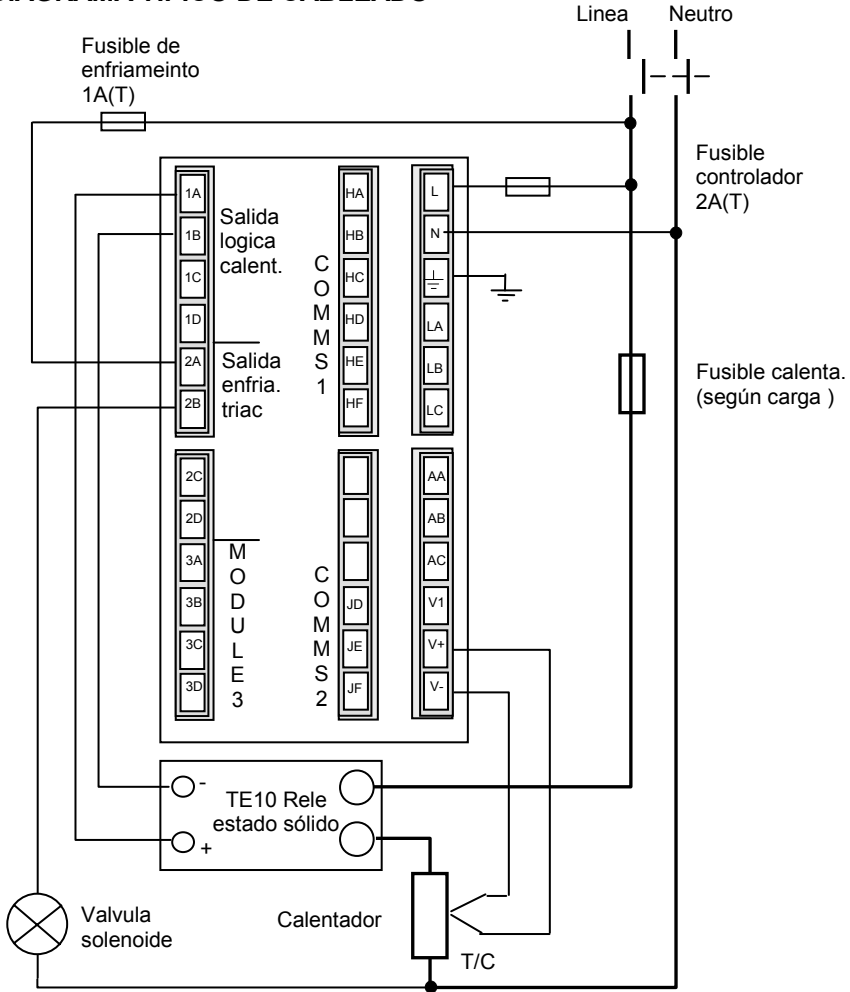 Linea Neutro
Fusible de
enfriameinto
1A(T)
Fusible
controlador
2A(T)
Fusible calenta.
(según carga )
1A
1B
1C
1D
2A
2B
Salida
logica
calent.
Salida
enfria.
triac
COMMS 1
HA
HB
HC
HD
HE
HF
L
N
LA
LB
LC
2C
2D
3A
3B
3C
3D
MODULE 3
COMMS 2
JD
JE
JF
AA
AB
AC
V1
V+
V-
-
+
TE10 Rele
estado sólido
Valvula
solenoide
Calentador
T/C